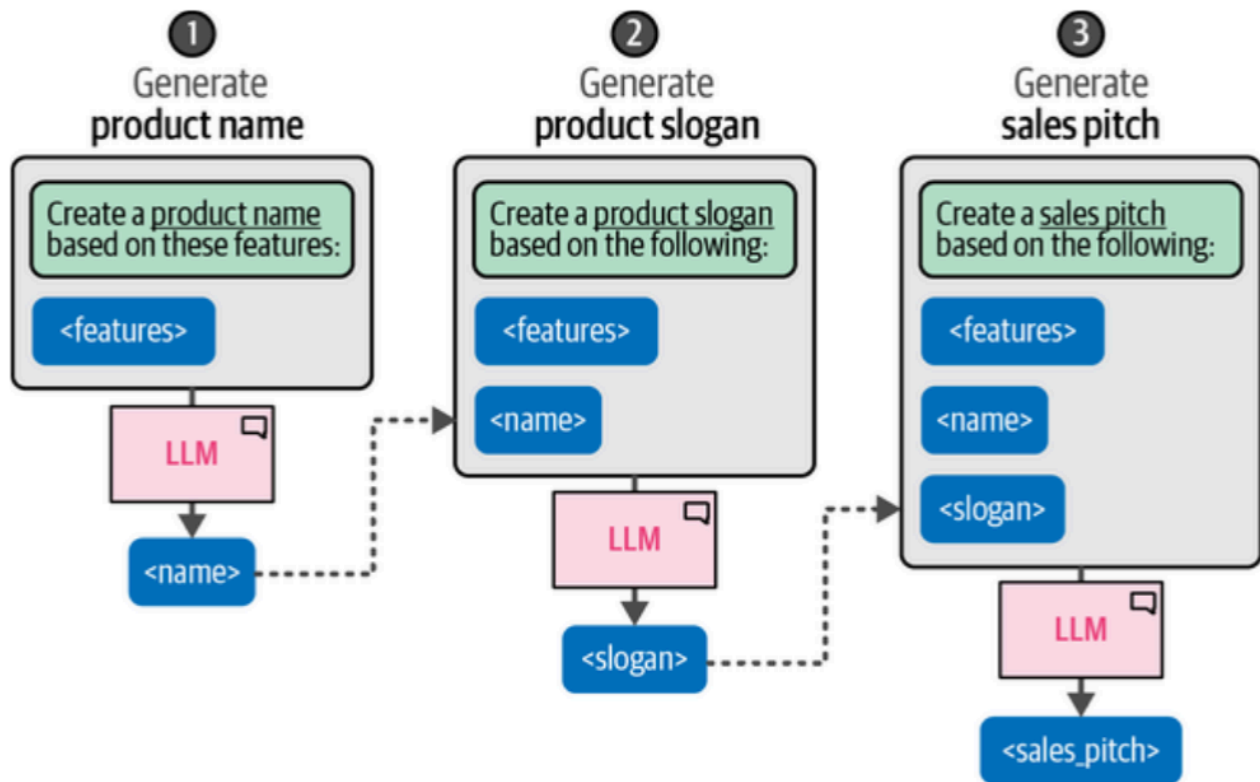 1
Generate
product name
Create a product name
based on these features:
<features>
LLM
<name>
2
Generate
product slogan
Create a product slogan
based on the following:
<features>
<name>
LLM
<slogan>
3
Generate
sales pitch
Create a sales pitch
based on the following:
<features>
<name>
<slogan>
LLM
<sales_pitch>